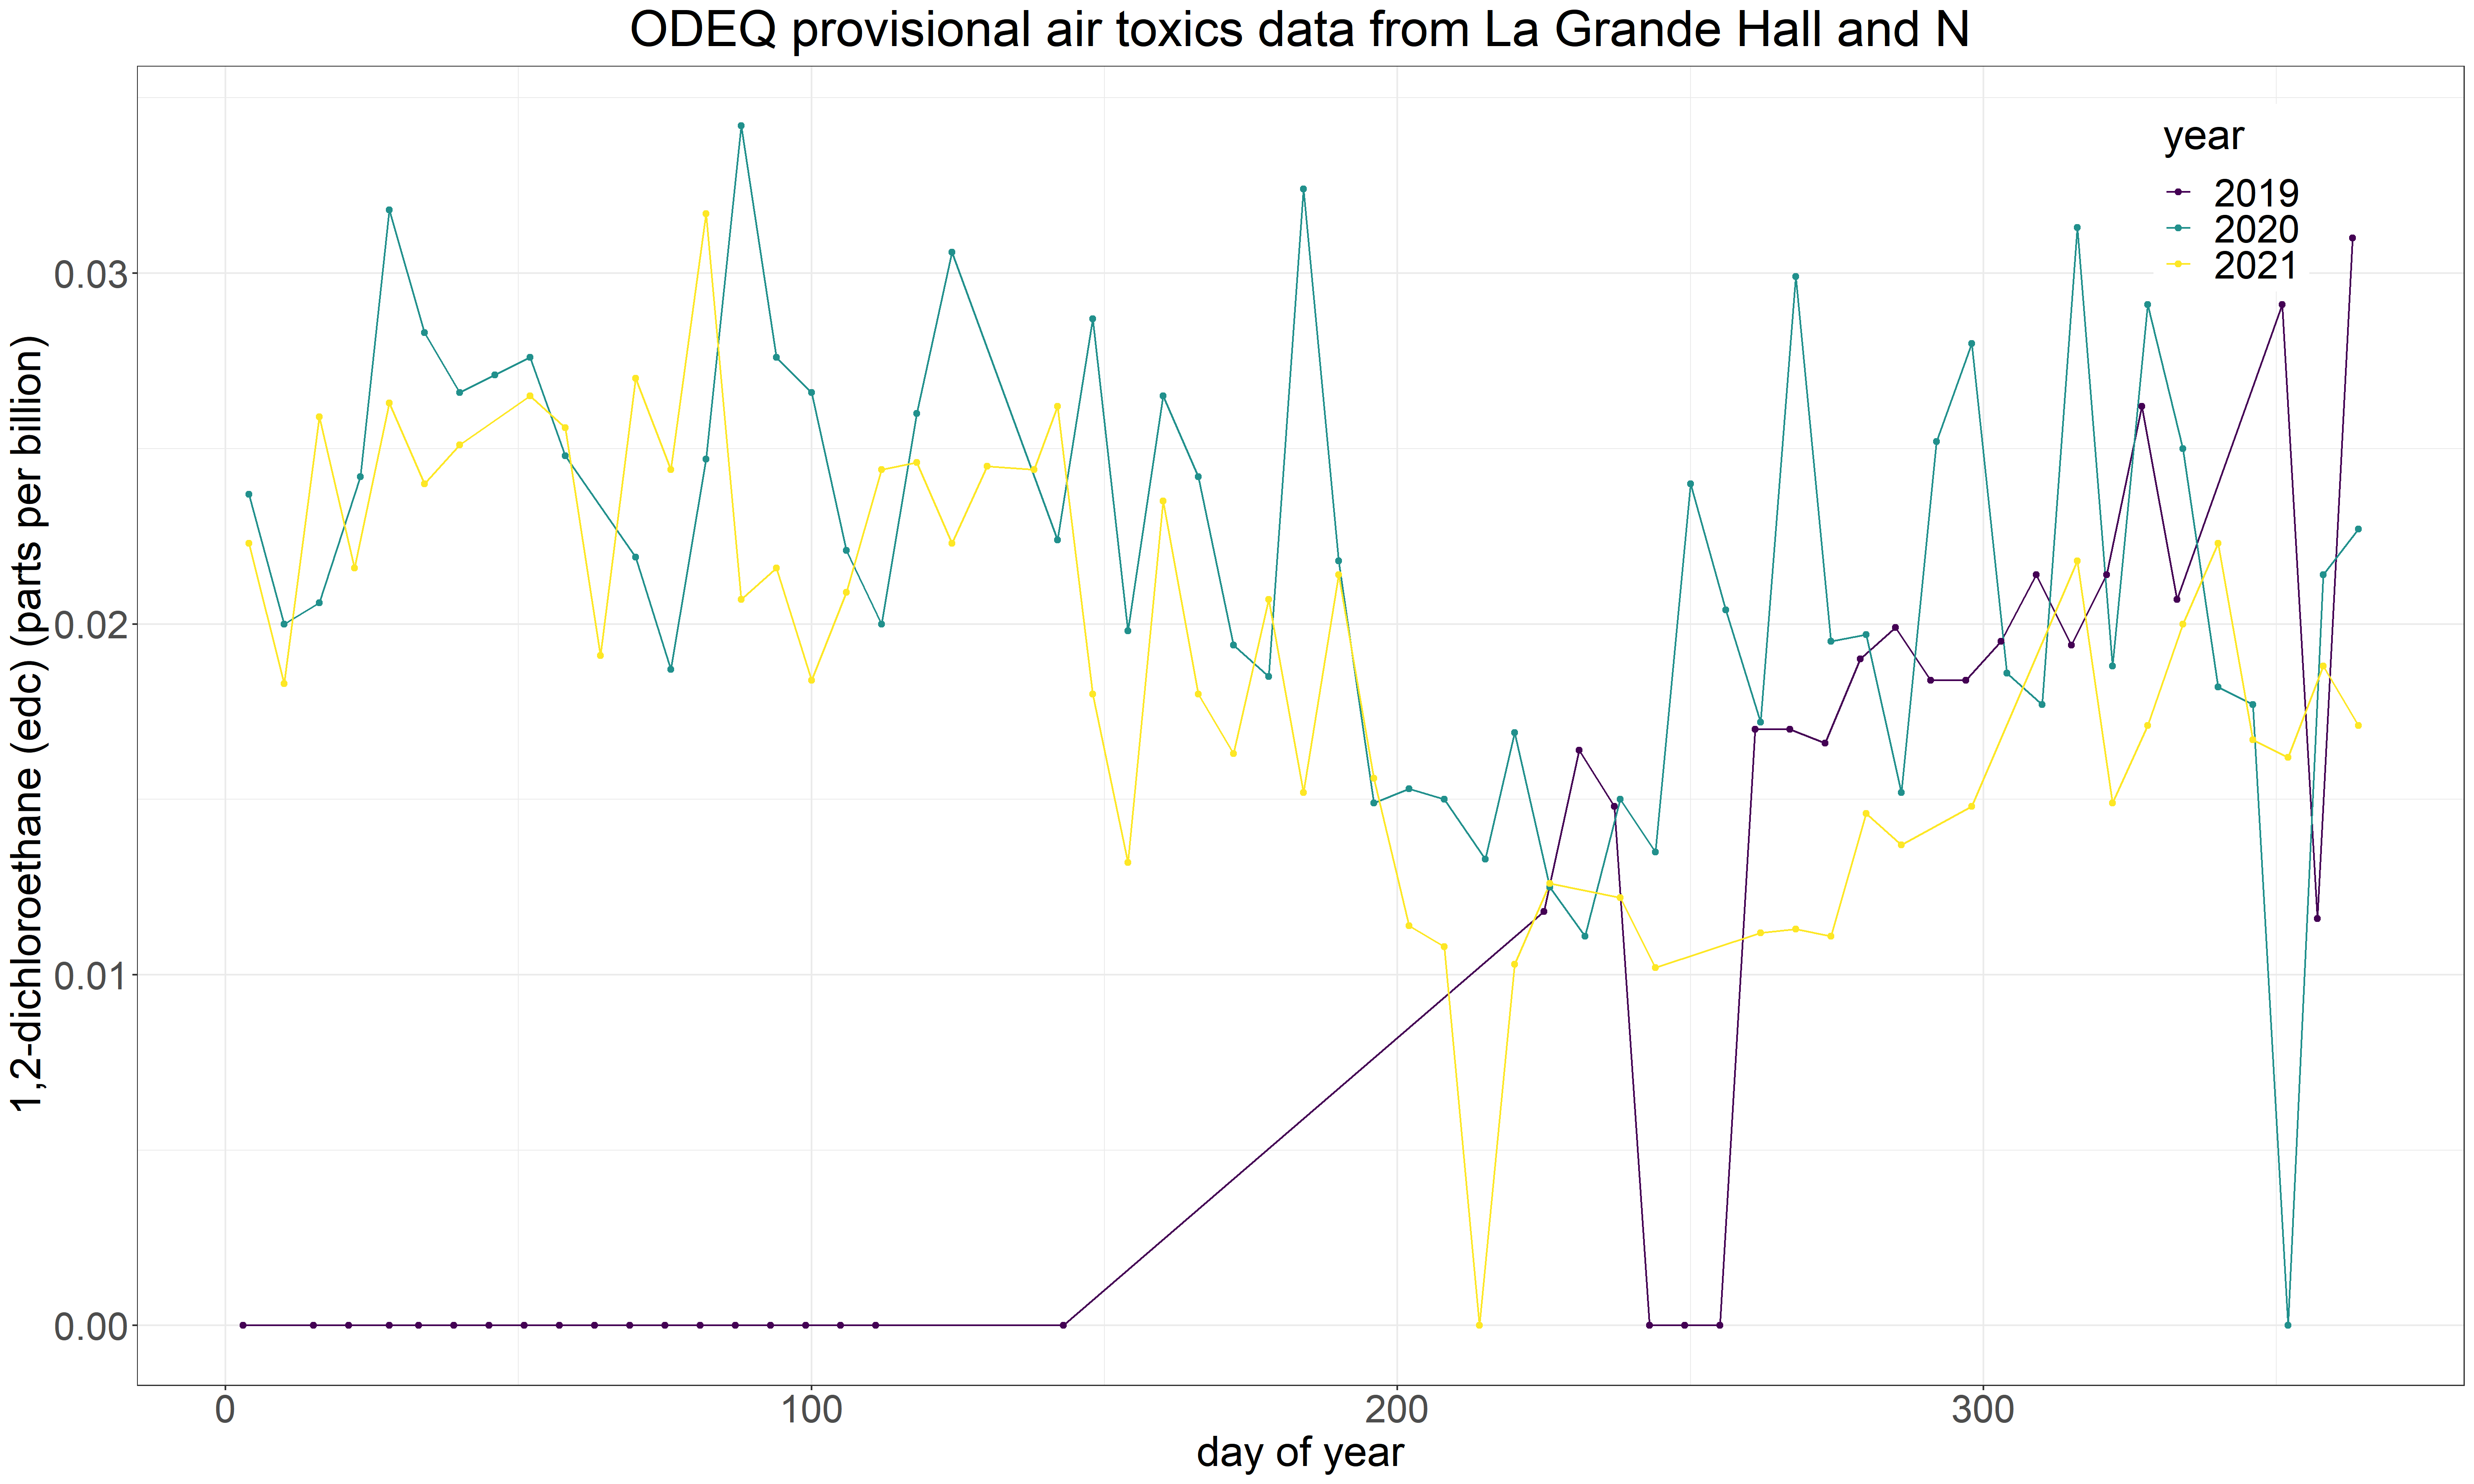 ODEQ provisional air toxics data from La Grande Hall and N
year
2019
2020
2021
0.03
0.02
0.01
0.00
1,2-dichloroethane (edc) (parts per billion)
0 100 200 300
day of year